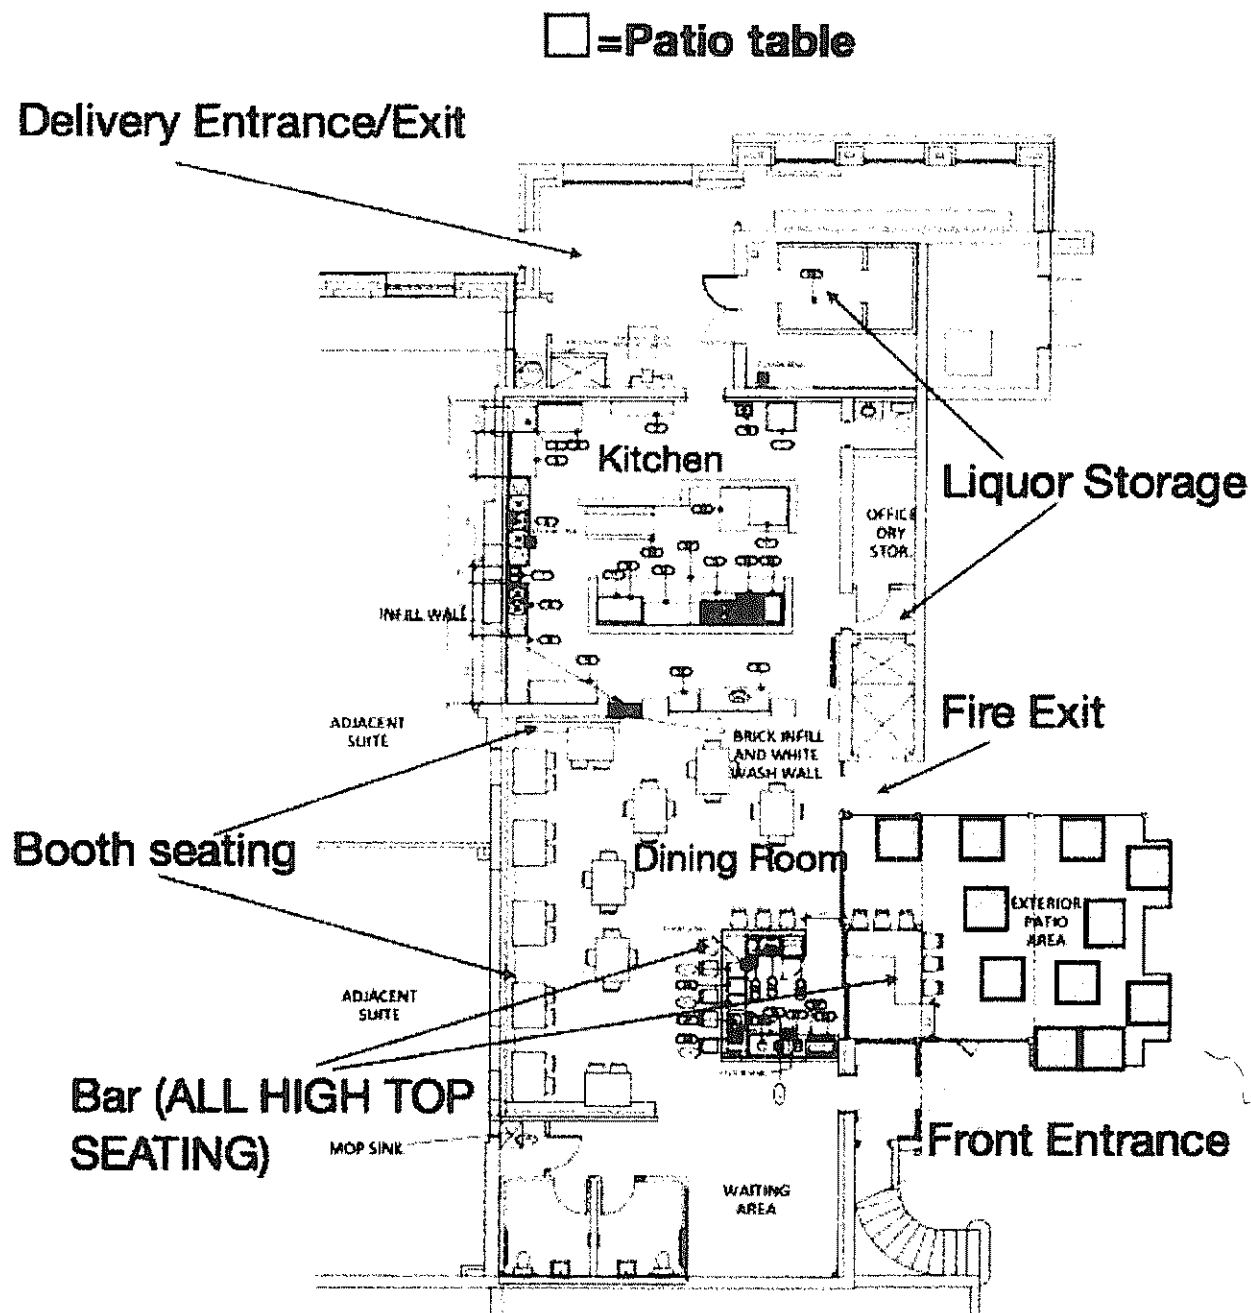 =Patio table
Delivery Entrance/Exit
Kitchen
Liquor Storage
OFFICE
DRY
STOR.
INFILL WALL
Fire Exit
ADJACENT
SUITE
BRICK INFILL
AND WHITE
WASH WALL
Booth seating
Dining Room
EXTERIOR
PATIO
AREA
ADJACENT
SUITE
Bar (ALL HIGH TOP
SEATING)
Front Entrance
MOP SINK
WAITING
AREA